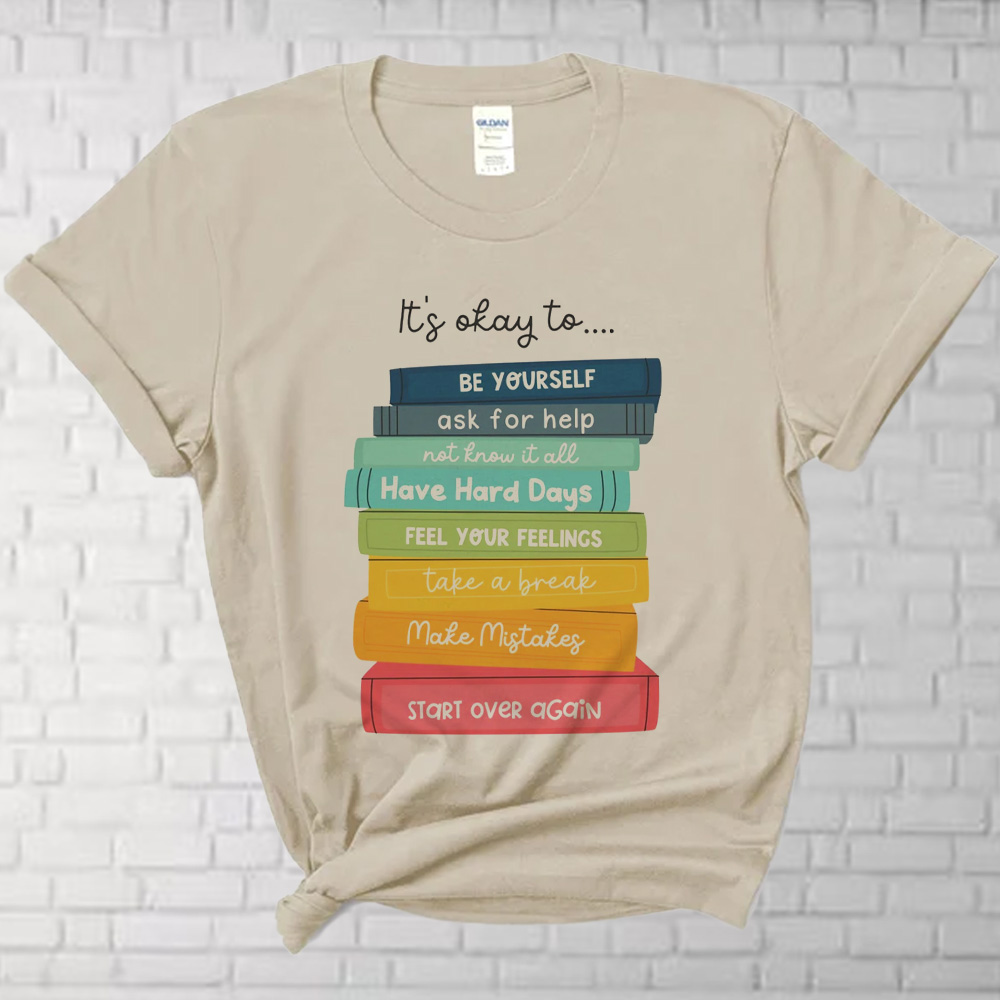 GILDAN
It's okay to....
BE YOURSELF
ask for help
not know it all
Have Hard Days
FEEL YOUR FEELINGS
take a break
Make Mistakes
START OVER AGAIN